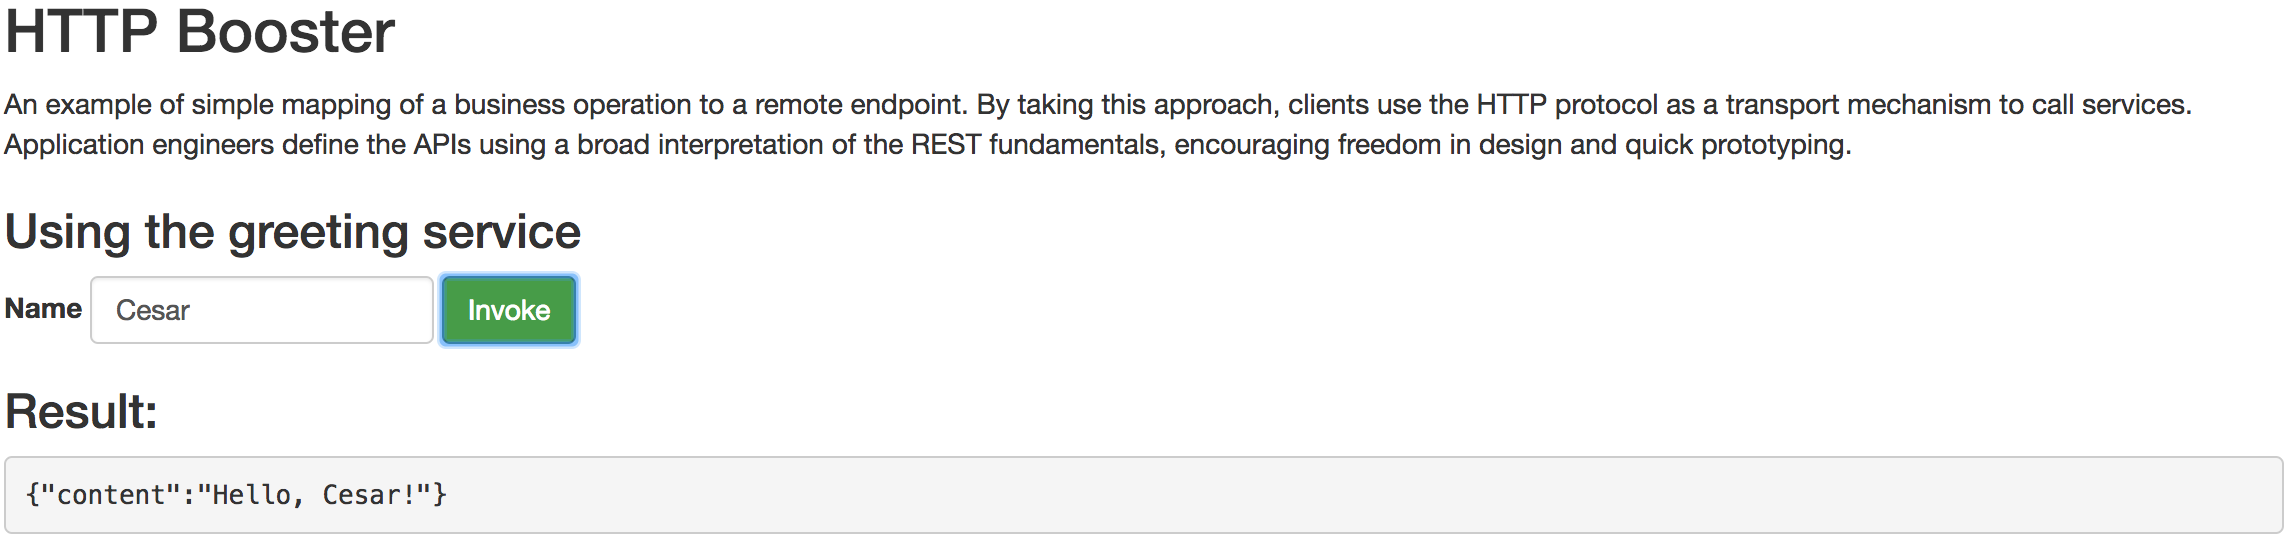 HTTP Booster
An example of simple mapping of a business operation to a remote endpoint. By taking this approach, clients use the HTTP protocol as a transport mechanism to call services.
Application engineers define the APIs using a broad interpretation of the REST fundamentals, encouraging freedom in design and quick prototyping.
Using the greeting service
Name Cesar Invoke
Result:
{"content":"Hello, Cesar!"}